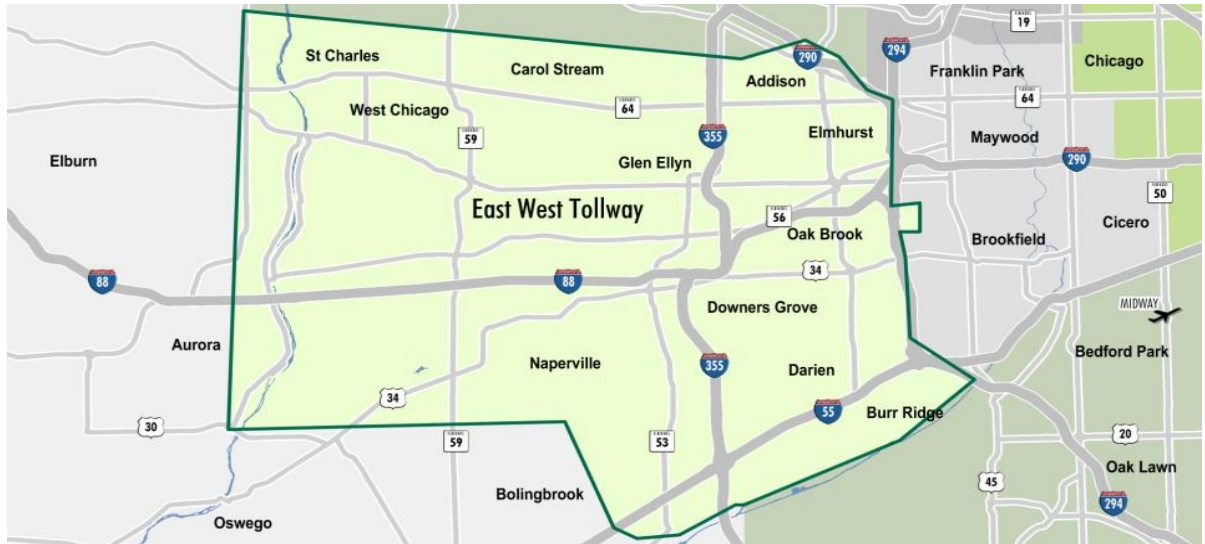 19
St Charles
290
294
Carol Stream
Franklin Park
Chicago
Addison
West Chicago
64
64
59
355
Elmhurst
Maywood
Elburn
Glen Ellyn
290
50
East West Tollway
56
Cicero
Oak Brook
Brookfield
88
88
34
MIDWAY
Downers Grove
Aurora
Bedford Park
Naperville
355
Darien
34
55
Burr Ridge
30
59
53
20
Oak Lawn
Bolingbrook
45
294
Oswego